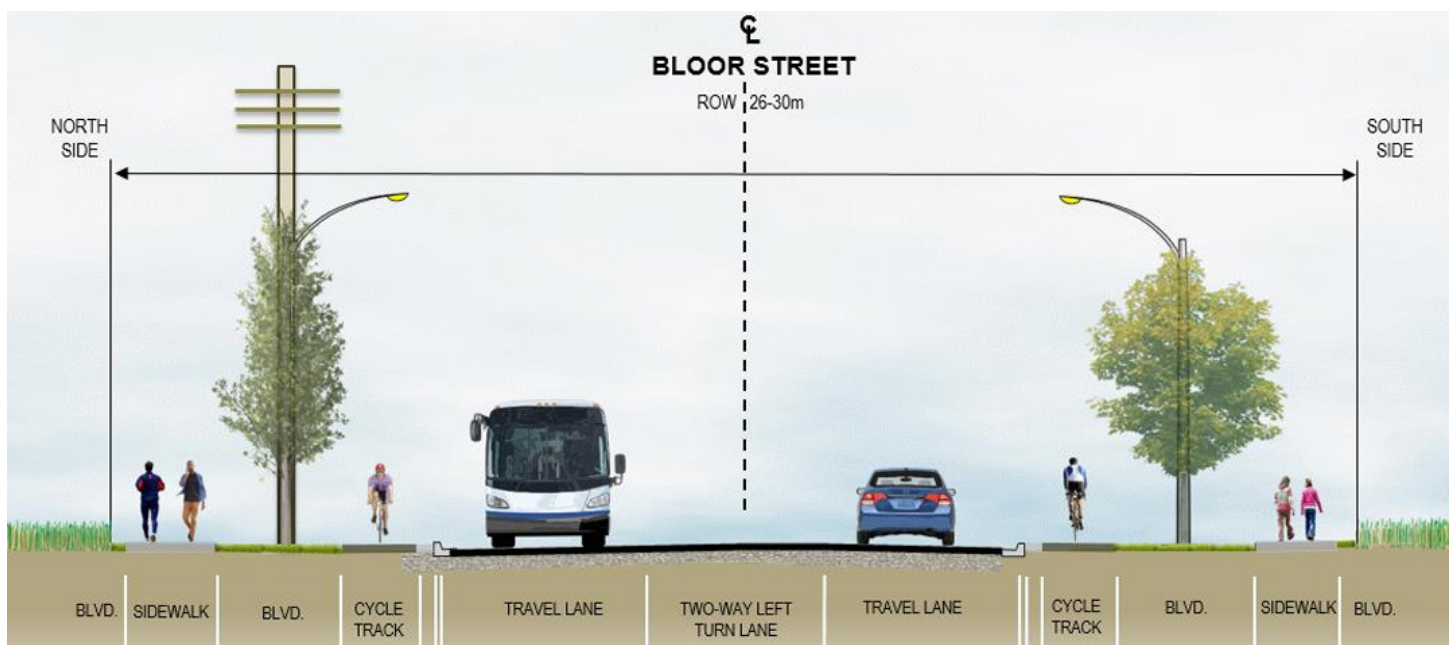 ℄
BLOOR STREET
ROW 26-30m
NORTH
SIDE
SOUTH
SIDE
BLVD.
SIDEWALK
BLVD.
CYCLE
TRACK
TRAVEL LANE
TWO-WAY LEFT
TURN LANE
TRAVEL LANE
CYCLE
TRACK
BLVD.
SIDEWALK
BLVD.